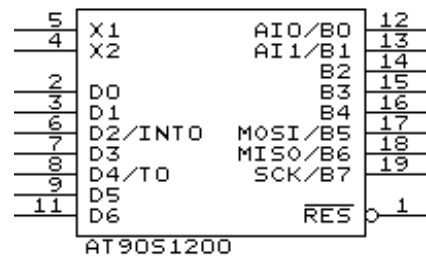 5 X1 AI0/B0 12
4 X2 AI1/B1 13
B2 14
2 D0 B3 15
3 D1 B4 16
6 D2/INT0 MOSI/B5 17
7 D3 MISO/B6 18
8 D4/T0 SCK/B7 19
9 D5
11 D6 RES 1
AT90S1200